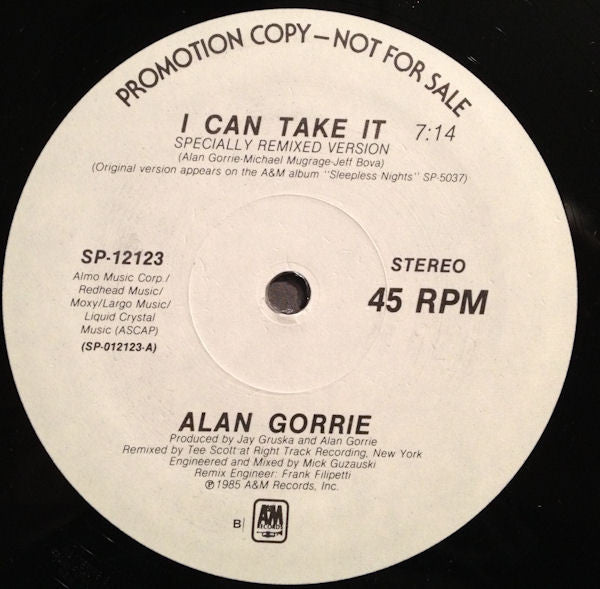 PROMOTION COPY—NOT FOR SALE
I CAN TAKE IT 7:14
SPECIALLY REMIXED VERSION
(Alan Gorrie-Michael Mugrage-Jeff Bova)
(Original version appears on the A&M album "Sleepless Nights" SP-5037)
SP-12123
Almo Music Corp./
Redhead Music/
Moxy/Largo Music/
Liquid Crystal
Music (ASCAP)
(SP-012123-A)
STEREO
45 RPM
ALAN GORRIE
Produced by Jay Gruska and Alan Gorrie
Remixed by Tee Scott at Right Track Recording, New York
Engineered and Mixed by Mick Guzauski
Remix Engineer: Frank Filipetti
℗1985 A&M Records, Inc.
B
A&M
RECORDS